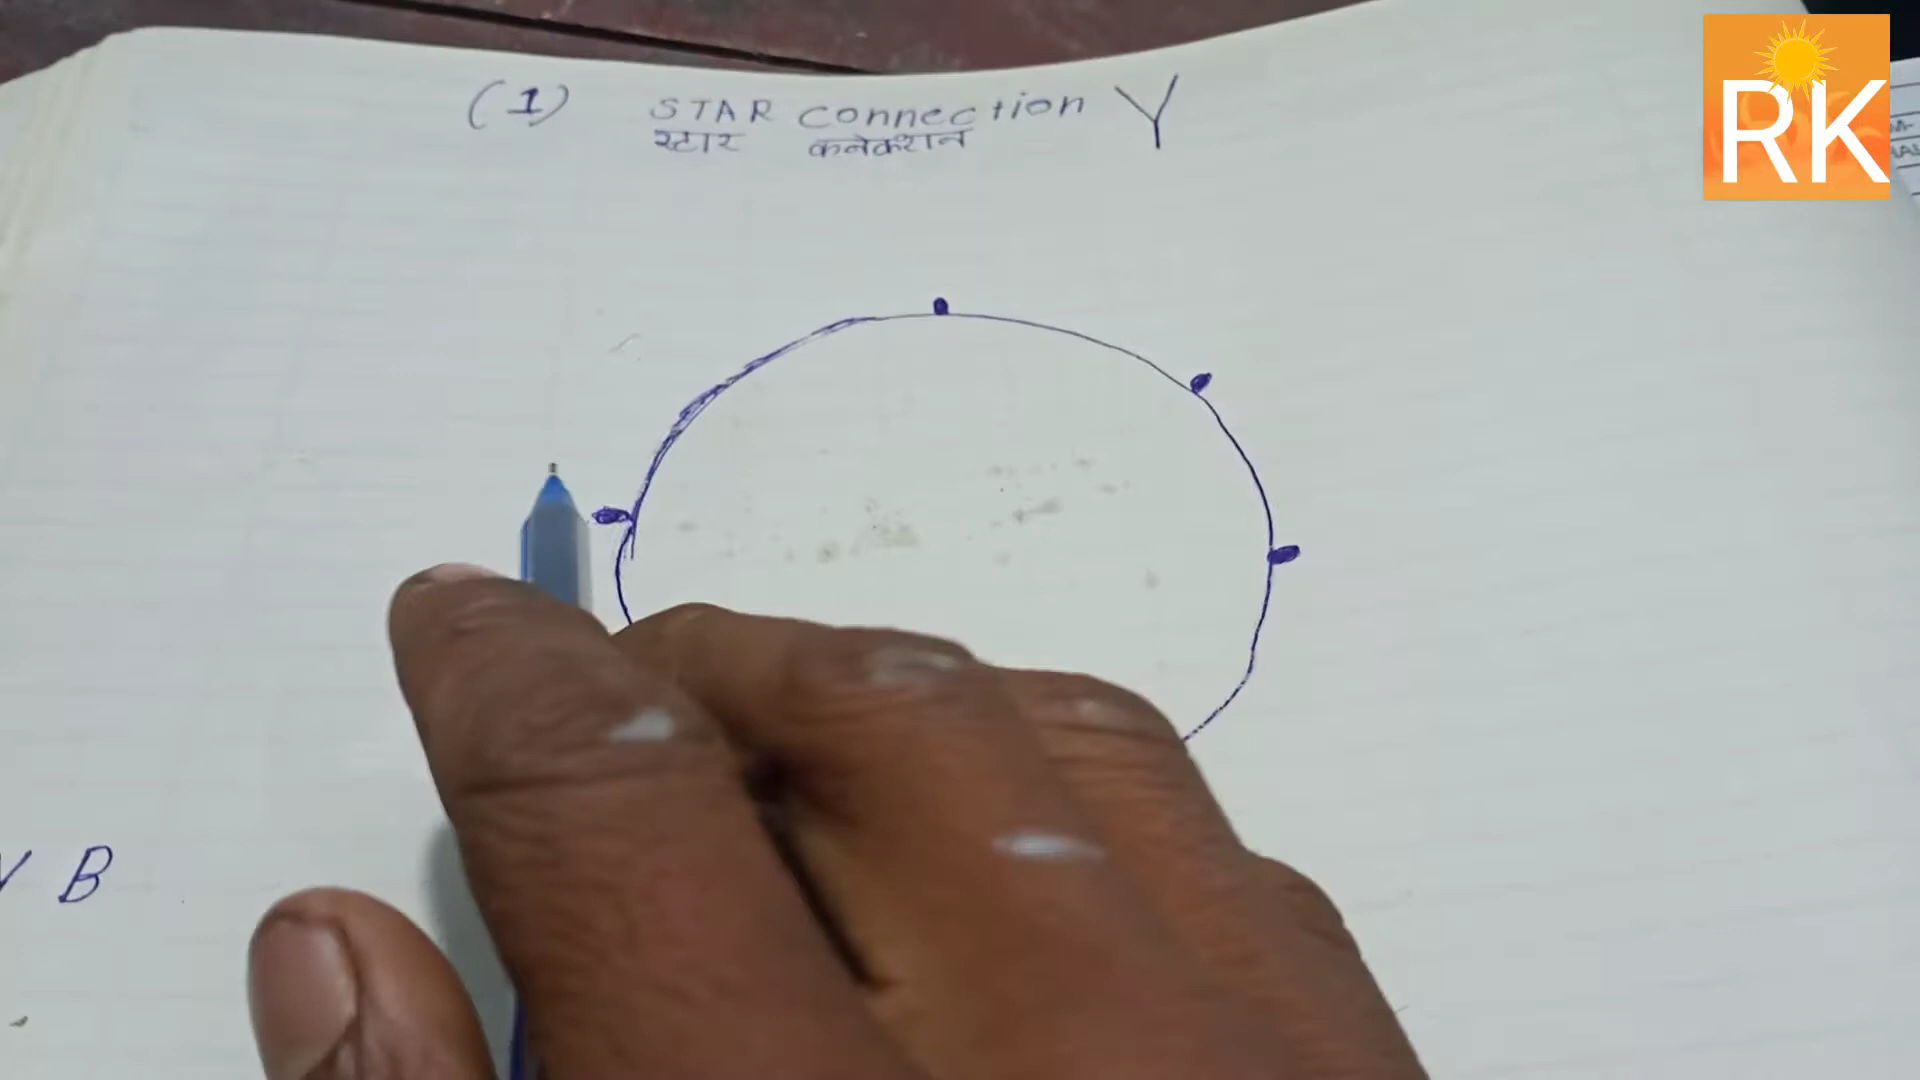 (1) STAR connection Y
स्टार कनेक्शन
B
RK